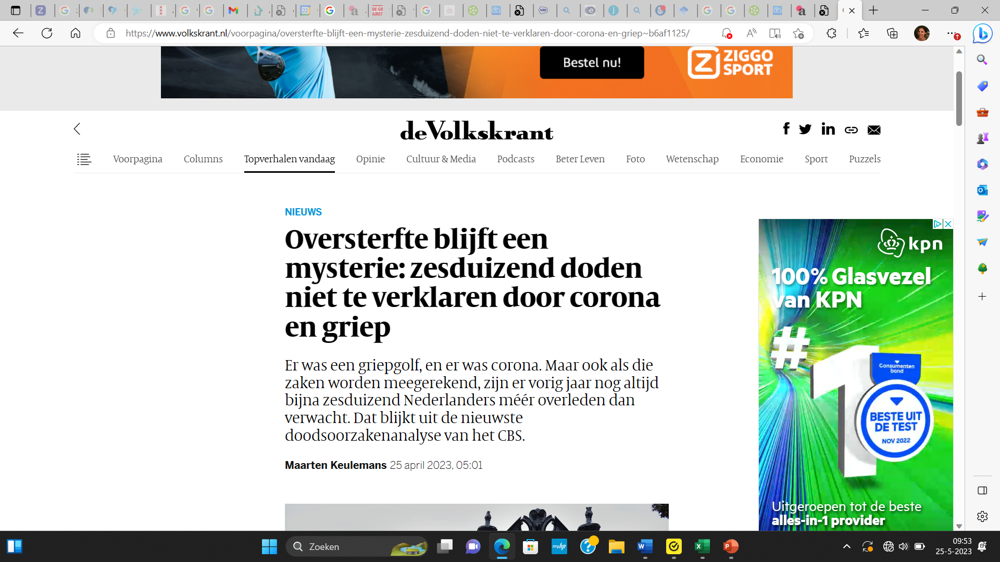 https://www.volkskrant.nl/voorpagina/oversterfte-blijft-een-mysterie-zesduizend-doden-niet-te-verklaren-door-corona-en-griep~b6af1125/
Bestel nu!
ZIGGO
SPORT
de Volkskrant
Voorpagina
Columns
Topverhalen vandaag
Opinie
Cultuur & Media
Podcasts
Beter Leven
Foto
Wetenschap
Economie
Sport
Puzzels
NIEUWS
Oversterfte blijft een
mysterie: zesduizend doden
niet te verklaren door corona
en griep
Er was een griepgolf, en er was corona. Maar ook als die
zaken worden meegerekend, zijn er vorig jaar nog altijd
bijna zesduizend Nederlanders méér overleden dan
verwacht. Dat blijkt uit de nieuwste
doodsoorzakenanalyse van het CBS.
Maarten Keulemans 25 april 2023, 05:01
kpn
100% Glasvezel
van KPN
#1
Consumenten
bond
BESTE UIT
DE TEST
NOV 2022
Uitgeroepen tot de beste
alles-in-1 provider
Zoeken
myhp
09:53
25-5-2023